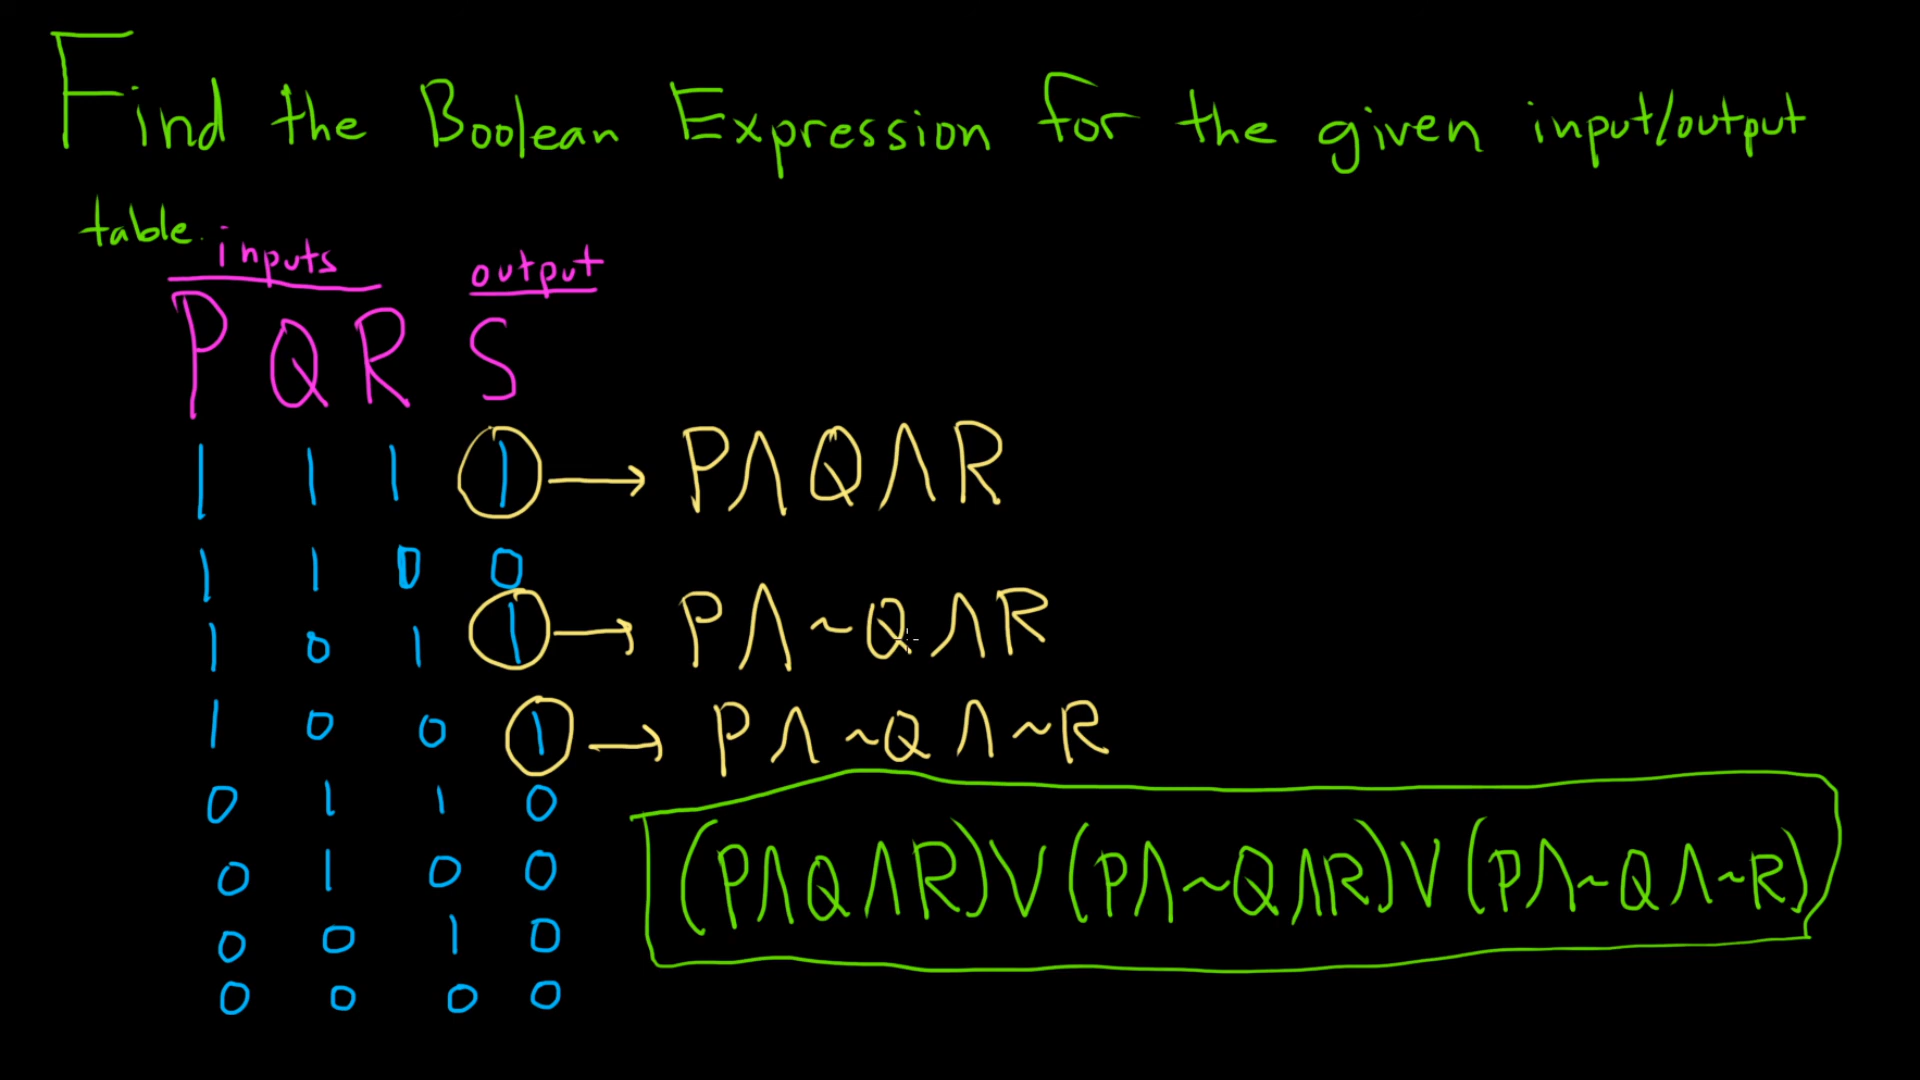 Find the Boolean Expression for the given input/output
table.
inputs output
P Q R S
1 1 1 1 → P∧Q∧R
1 1 0 0
1 0 1 1 → P∧~Q∧R
1 0 0 1 → P∧~Q∧~R
0 1 1 0
0 1 0 0 (P∧Q∧R)∨(P∧~Q∧R)∨(P∧~Q∧~R)
0 0 1 0
0 0 0 0